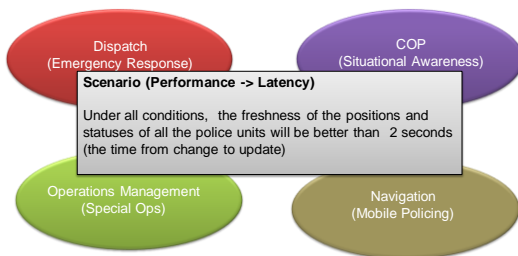 Dispatch
(Emergency Response)
COP
(Situational Awareness)
Scenario (Performance -> Latency)
Under all conditions, the freshness of the positions and
statuses of all the police units will be better than 2 seconds
(the time from change to update)
Operations Management
(Special Ops)
Navigation
(Mobile Policing)